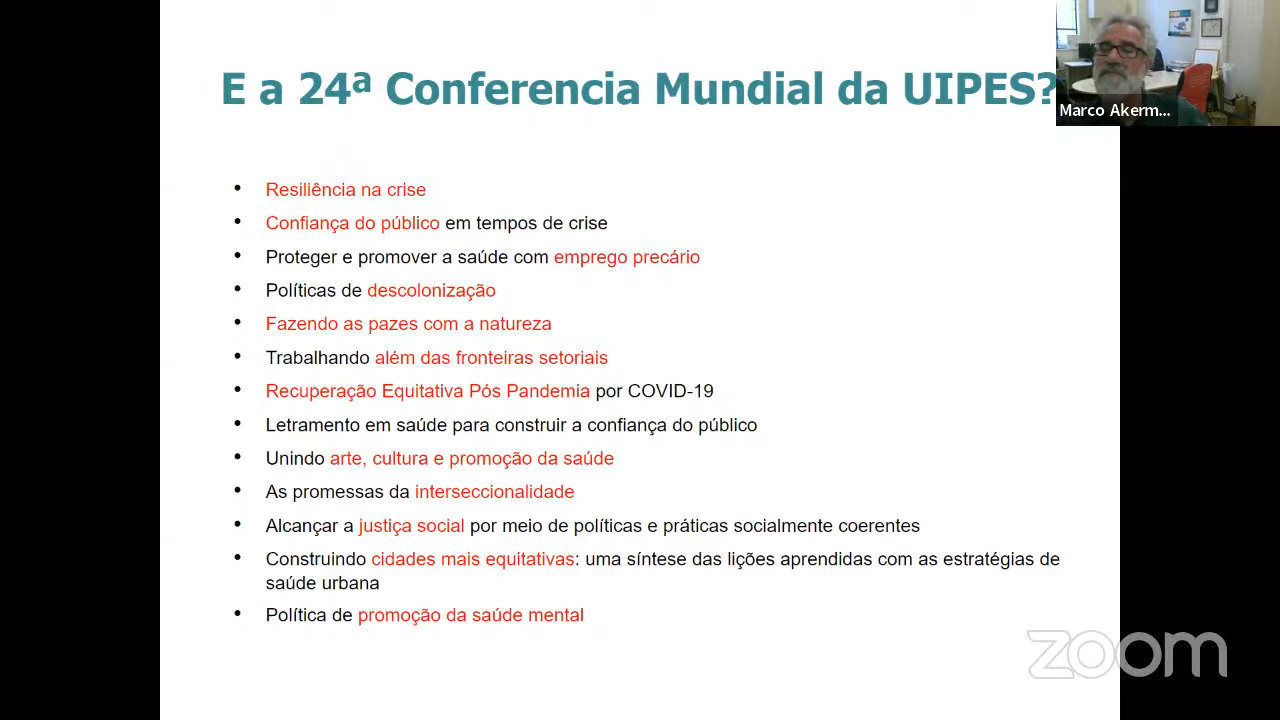 E a 24ª Conferencia Mundial da UIPES?
Marco Akerm...
• Resiliência na crise
• Confiança do público em tempos de crise
• Proteger e promover a saúde com emprego precário
• Políticas de descolonização
• Fazendo as pazes com a natureza
• Trabalhando além das fronteiras setoriais
• Recuperação Equitativa Pós Pandemia por COVID-19
• Letramento em saúde para construir a confiança do público
• Unindo arte, cultura e promoção da saúde
• As promessas da interseccionalidade
• Alcançar a justiça social por meio de políticas e práticas socialmente coerentes
• Construindo cidades mais equitativas: uma síntese das lições aprendidas com as estratégias de
saúde urbana
• Política de promoção da saúde mental
zoom